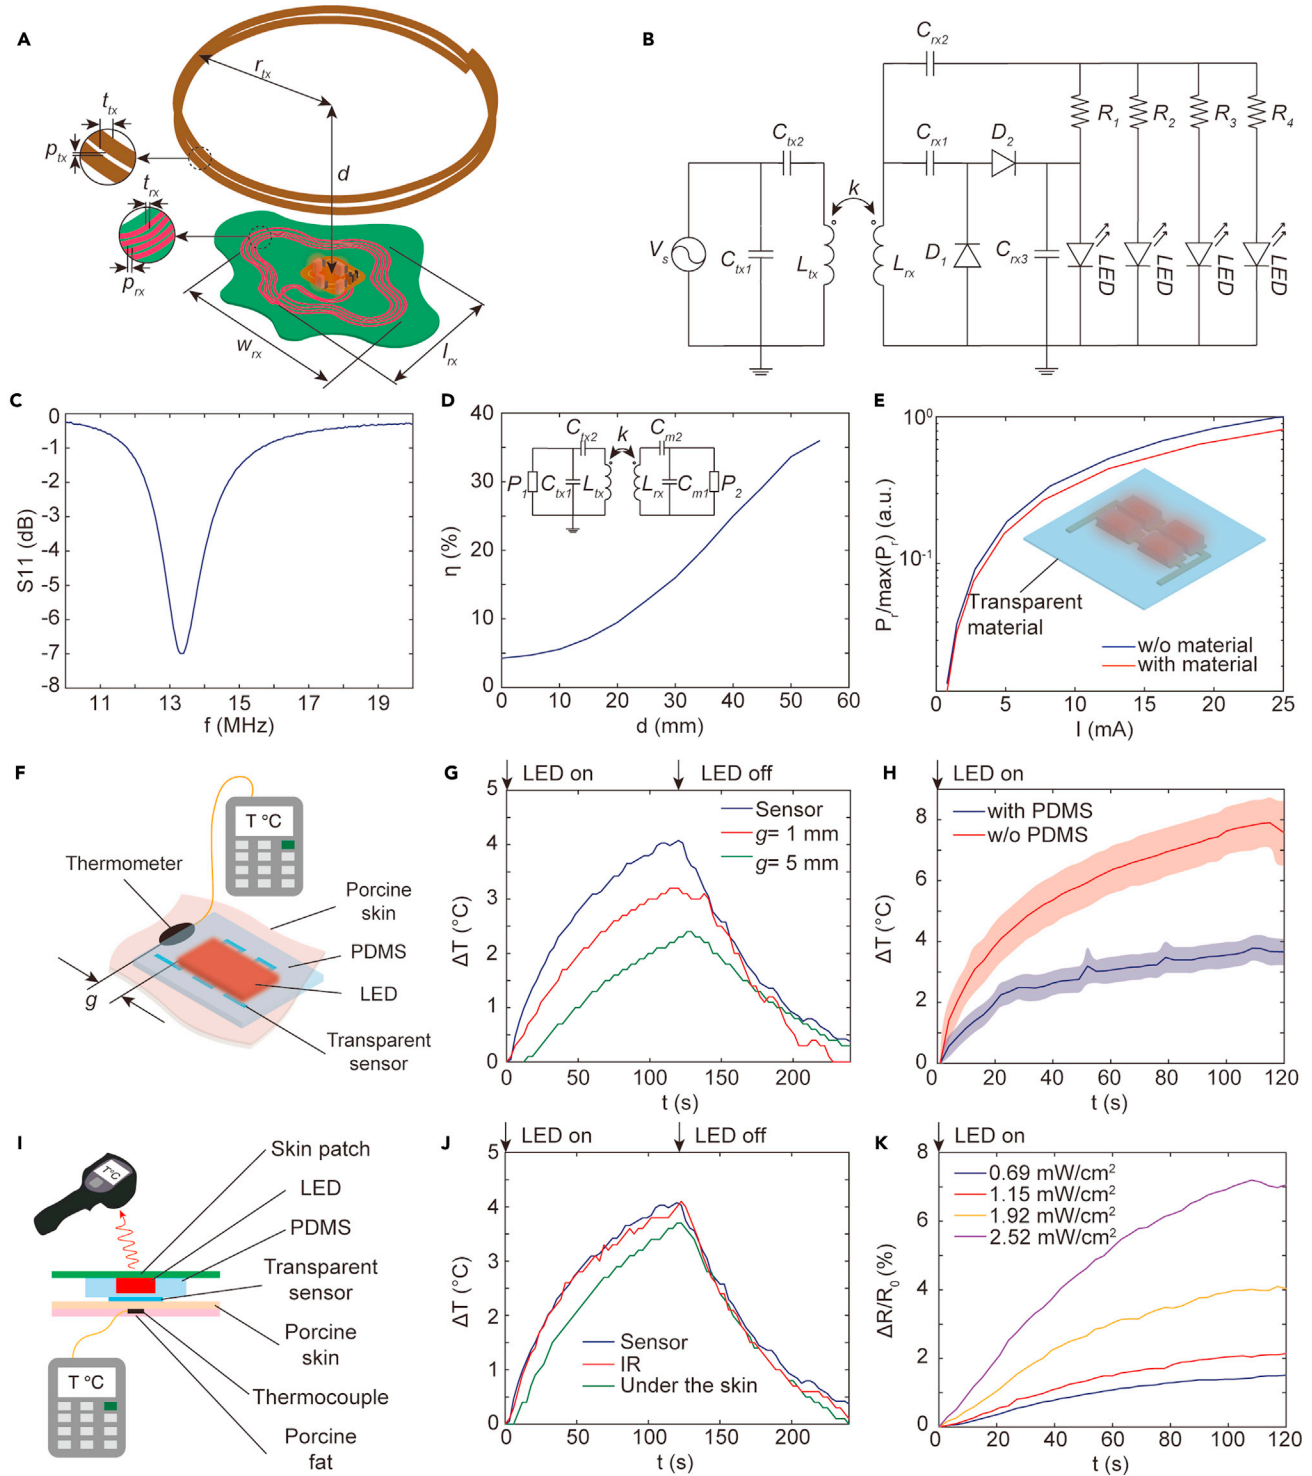 A
r_tx
t_tx
p_tx
d
t_rx
p_rx
w_rx
l_rx
B
C_rx2
R_1
R_2
R_3
R_4
C_tx2
C_rx1
D_2
k
V_s
C_tx1
L_tx
L_rx
D_1
C_rx3
LED
LED
LED
LED
C
0
-1
-2
-3
-4
-5
-6
-7
-8
S11 (dB)
11
13
15
17
19
f (MHz)
D
40
30
20
10
0
η (%)
C_tx2
k
C_m2
P_1
C_tx1
L_tx
L_rx
C_m1
P_2
0
10
20
30
40
50
60
d (mm)
E
10⁰
10⁻¹
P_r/max(P_r) (a.u.)
Transparent
material
w/o material
with material
0
5
10
15
20
25
I (mA)
F
T °C
Thermometer
Porcine
skin
PDMS
LED
g
Transparent
sensor
G
LED on
LED off
5
4
3
2
1
0
ΔT (°C)
Sensor
g= 1 mm
g= 5 mm
0
50
100
150
200
t (s)
H
LED on
8
6
4
2
0
ΔT (°C)
with PDMS
w/o PDMS
0
20
40
60
80
100
120
t (s)
I
T°C
Skin patch
LED
PDMS
Transparent
sensor
Porcine
skin
T °C
Thermocouple
Porcine
fat
J
LED on
LED off
5
4
3
2
1
0
ΔT (°C)
Sensor
IR
Under the skin
0
50
100
150
200
t (s)
K
LED on
8
6
4
2
0
ΔR/R₀ (%)
0.69 mW/cm²
1.15 mW/cm²
1.92 mW/cm²
2.52 mW/cm²
0
20
40
60
80
100
120
t (s)